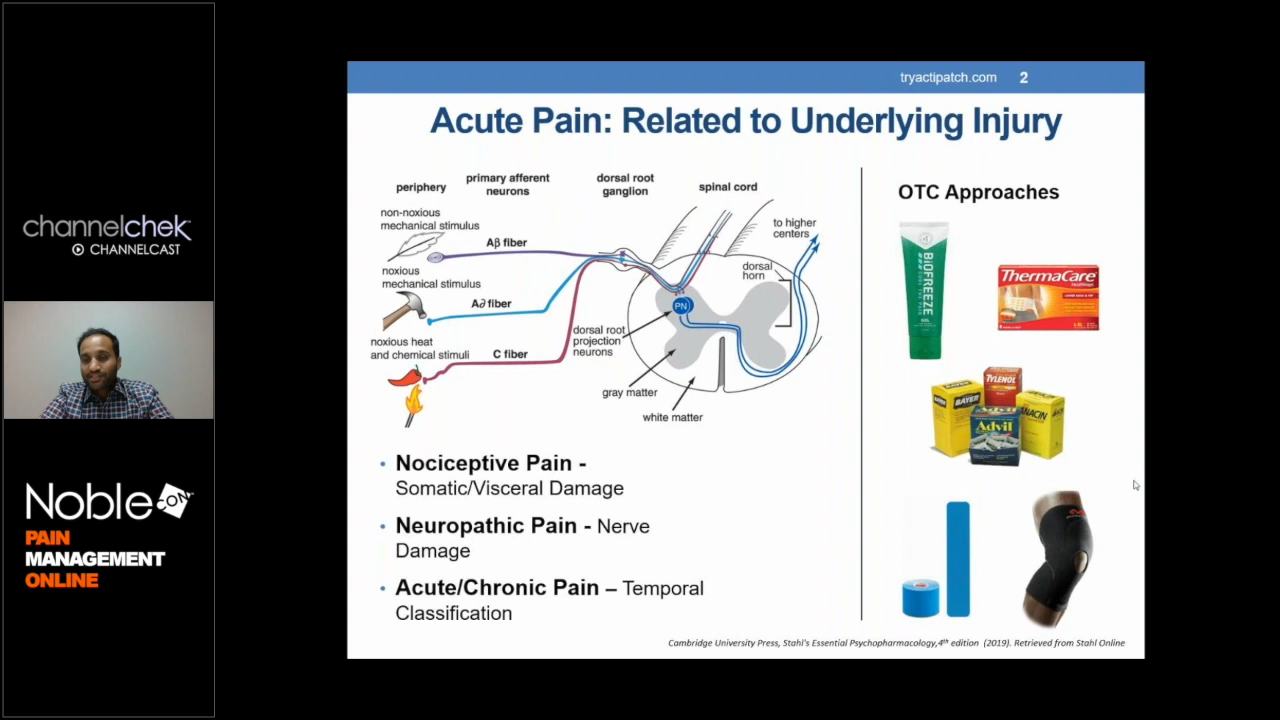 channelchek
CHANNELCAST
Noble
CON
PAIN
MANAGEMENT
ONLINE
tryactipatch.com 2
Acute Pain: Related to Underlying Injury
periphery
primary afferent
neurons
dorsal root
ganglion
spinal cord
non-noxious
mechanical stimulus
Aβ fiber
noxious
mechanical stimulus
A∂ fiber
noxious heat
and chemical stimuli
C fiber
dorsal root
projection
neurons
PN
dorsal
horn
to higher
centers
gray matter
white matter
Nociceptive Pain -
Somatic/Visceral Damage
Neuropathic Pain - Nerve
Damage
Acute/Chronic Pain – Temporal
Classification
OTC Approaches
BIOFREEZE
ThermaCare
BAYER
TYLENOL
Advil
ANACIN
Cambridge University Press, Stahl's Essential Psychopharmacology,4th edition (2019). Retrieved from Stahl Online